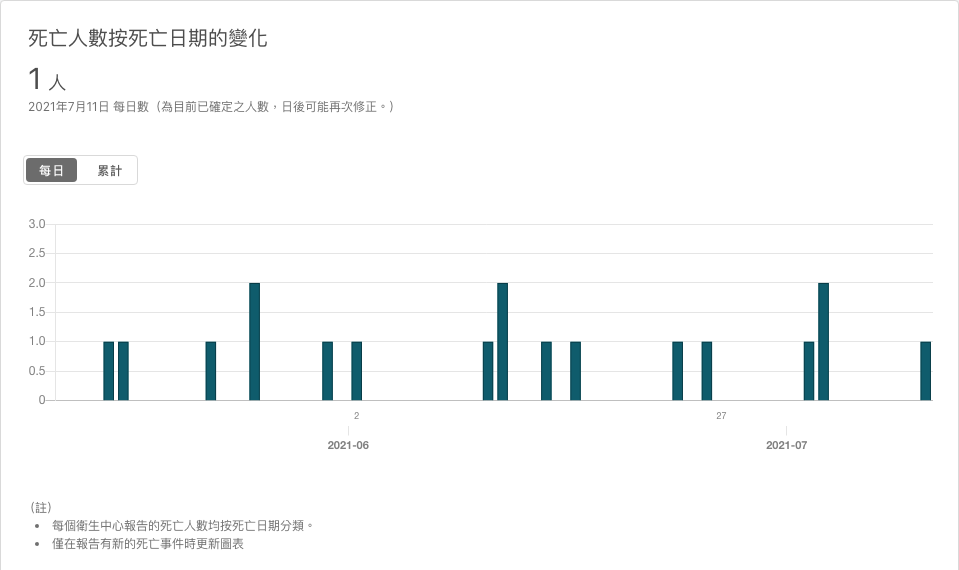 死亡人數按死亡日期的變化
1 人
2021年7月11日 每日數（為目前已確定之人數，日後可能再次修正。）
每日 累計
3.0
2.5
2.0
1.5
1.0
0.5
0
2 27
2021-06 2021-07
（註）
• 每個衛生中心報告的死亡人數均按死亡日期分類。
• 僅在報告有新的死亡事件時更新圖表